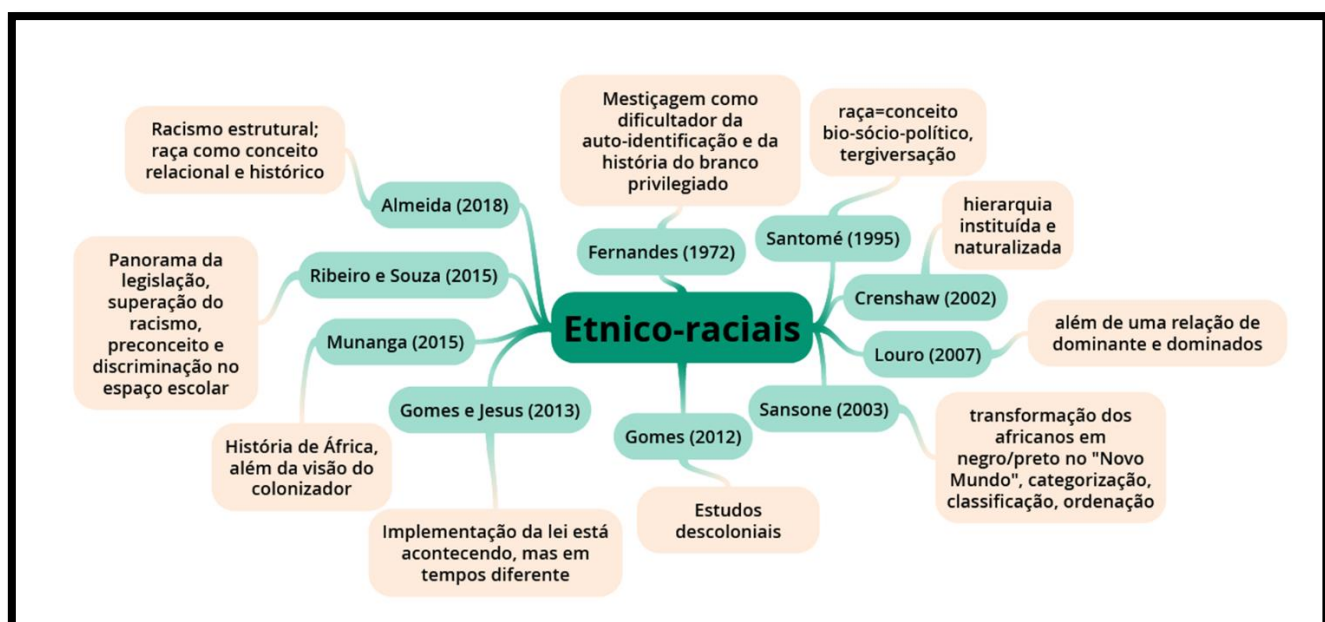 Mestiçagem como
dificultador da
auto-identificação e da
história do branco
privilegiado
raça=conceito
bio-sócio-político,
tergiversação
Racismo estrutural;
raça como conceito
relacional e histórico
Almeida (2018)
Fernandes (1972)
Santomé (1995)
hierarquia
instituída e
naturalizada
Panorama da
legislação,
superação do
racismo,
preconceito e
discriminação no
espaço escolar
Ribeiro e Souza (2015)
Crenshaw (2002)
Etnico-raciais
Munanga (2015)
Louro (2007)
além de uma relação de
dominante e dominados
Gomes e Jesus (2013)
Gomes (2012)
Sansone (2003)
transformação dos
africanos em
negro/preto no "Novo
Mundo", categorização,
classificação, ordenação
História de África,
além da visão do
colonizador
Implementação da lei está
acontecendo, mas em
tempos diferente
Estudos
descoloniais